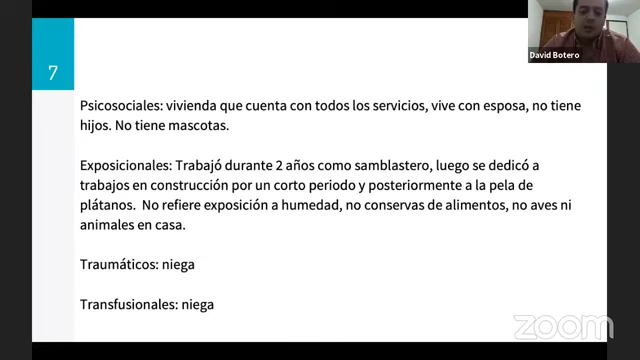 David Botero
7
Psicosociales: vivienda que cuenta con todos los servicios, vive con esposa, no tiene
hijos. No tiene mascotas.
Exposicionales: Trabajó durante 2 años como samblastero, luego se dedicó a
trabajos en construcción por un corto periodo y posteriormente a la pela de
plátanos. No refiere exposición a humedad, no conservas de alimentos, no aves ni
animales en casa.
Traumáticos: niega
Transfusionales: niega
zoom